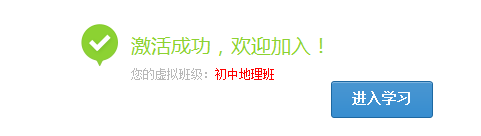 激活成功，欢迎加入！
您的虚拟班级：初中地理班
进入学习